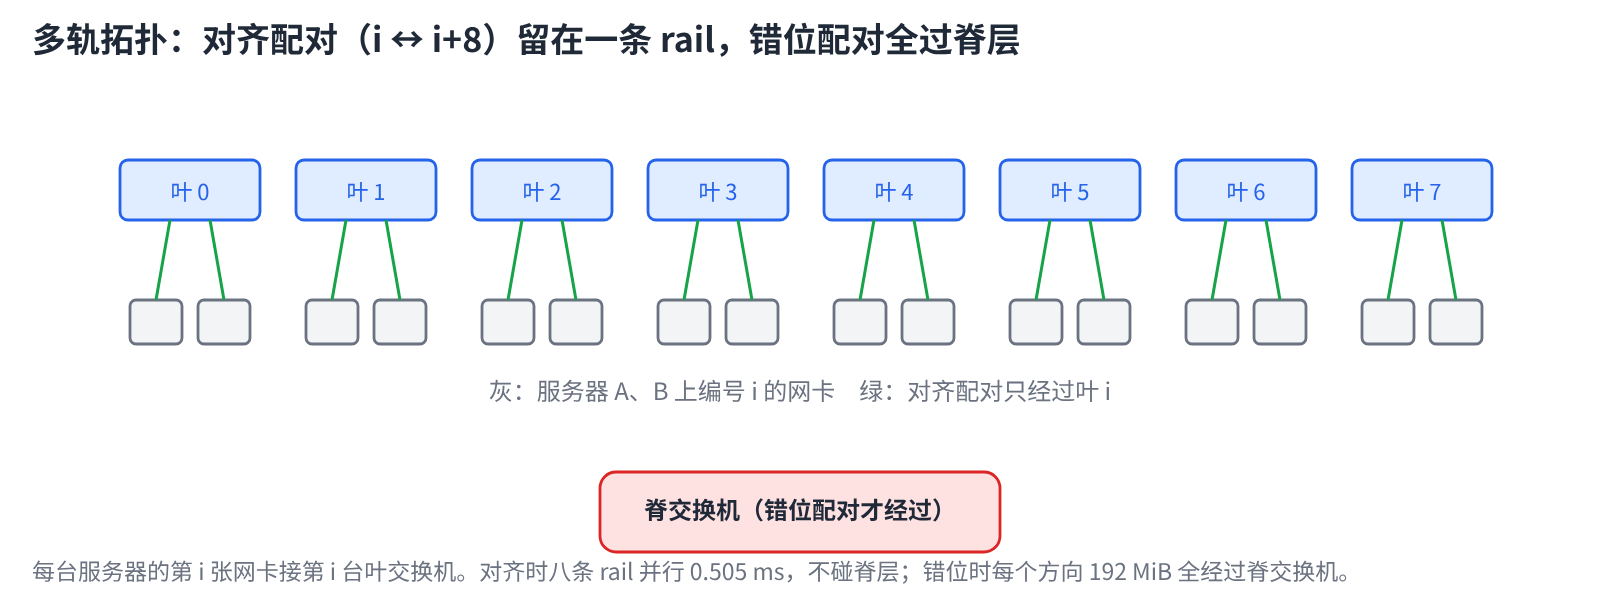 多轨拓扑：对齐配对（i ↔ i+8）留在一条 rail，错位配对全过脊层
叶 0
叶 1
叶 2
叶 3
叶 4
叶 5
叶 6
叶 7
灰：服务器 A、B 上编号 i 的网卡 绿：对齐配对只经过叶 i
脊交换机（错位配对才经过）
每台服务器的第 i 张网卡接第 i 台叶交换机。对齐时八条 rail 并行 0.505 ms，不碰脊层；错位时每个方向 192 MiB 全经过脊交换机。